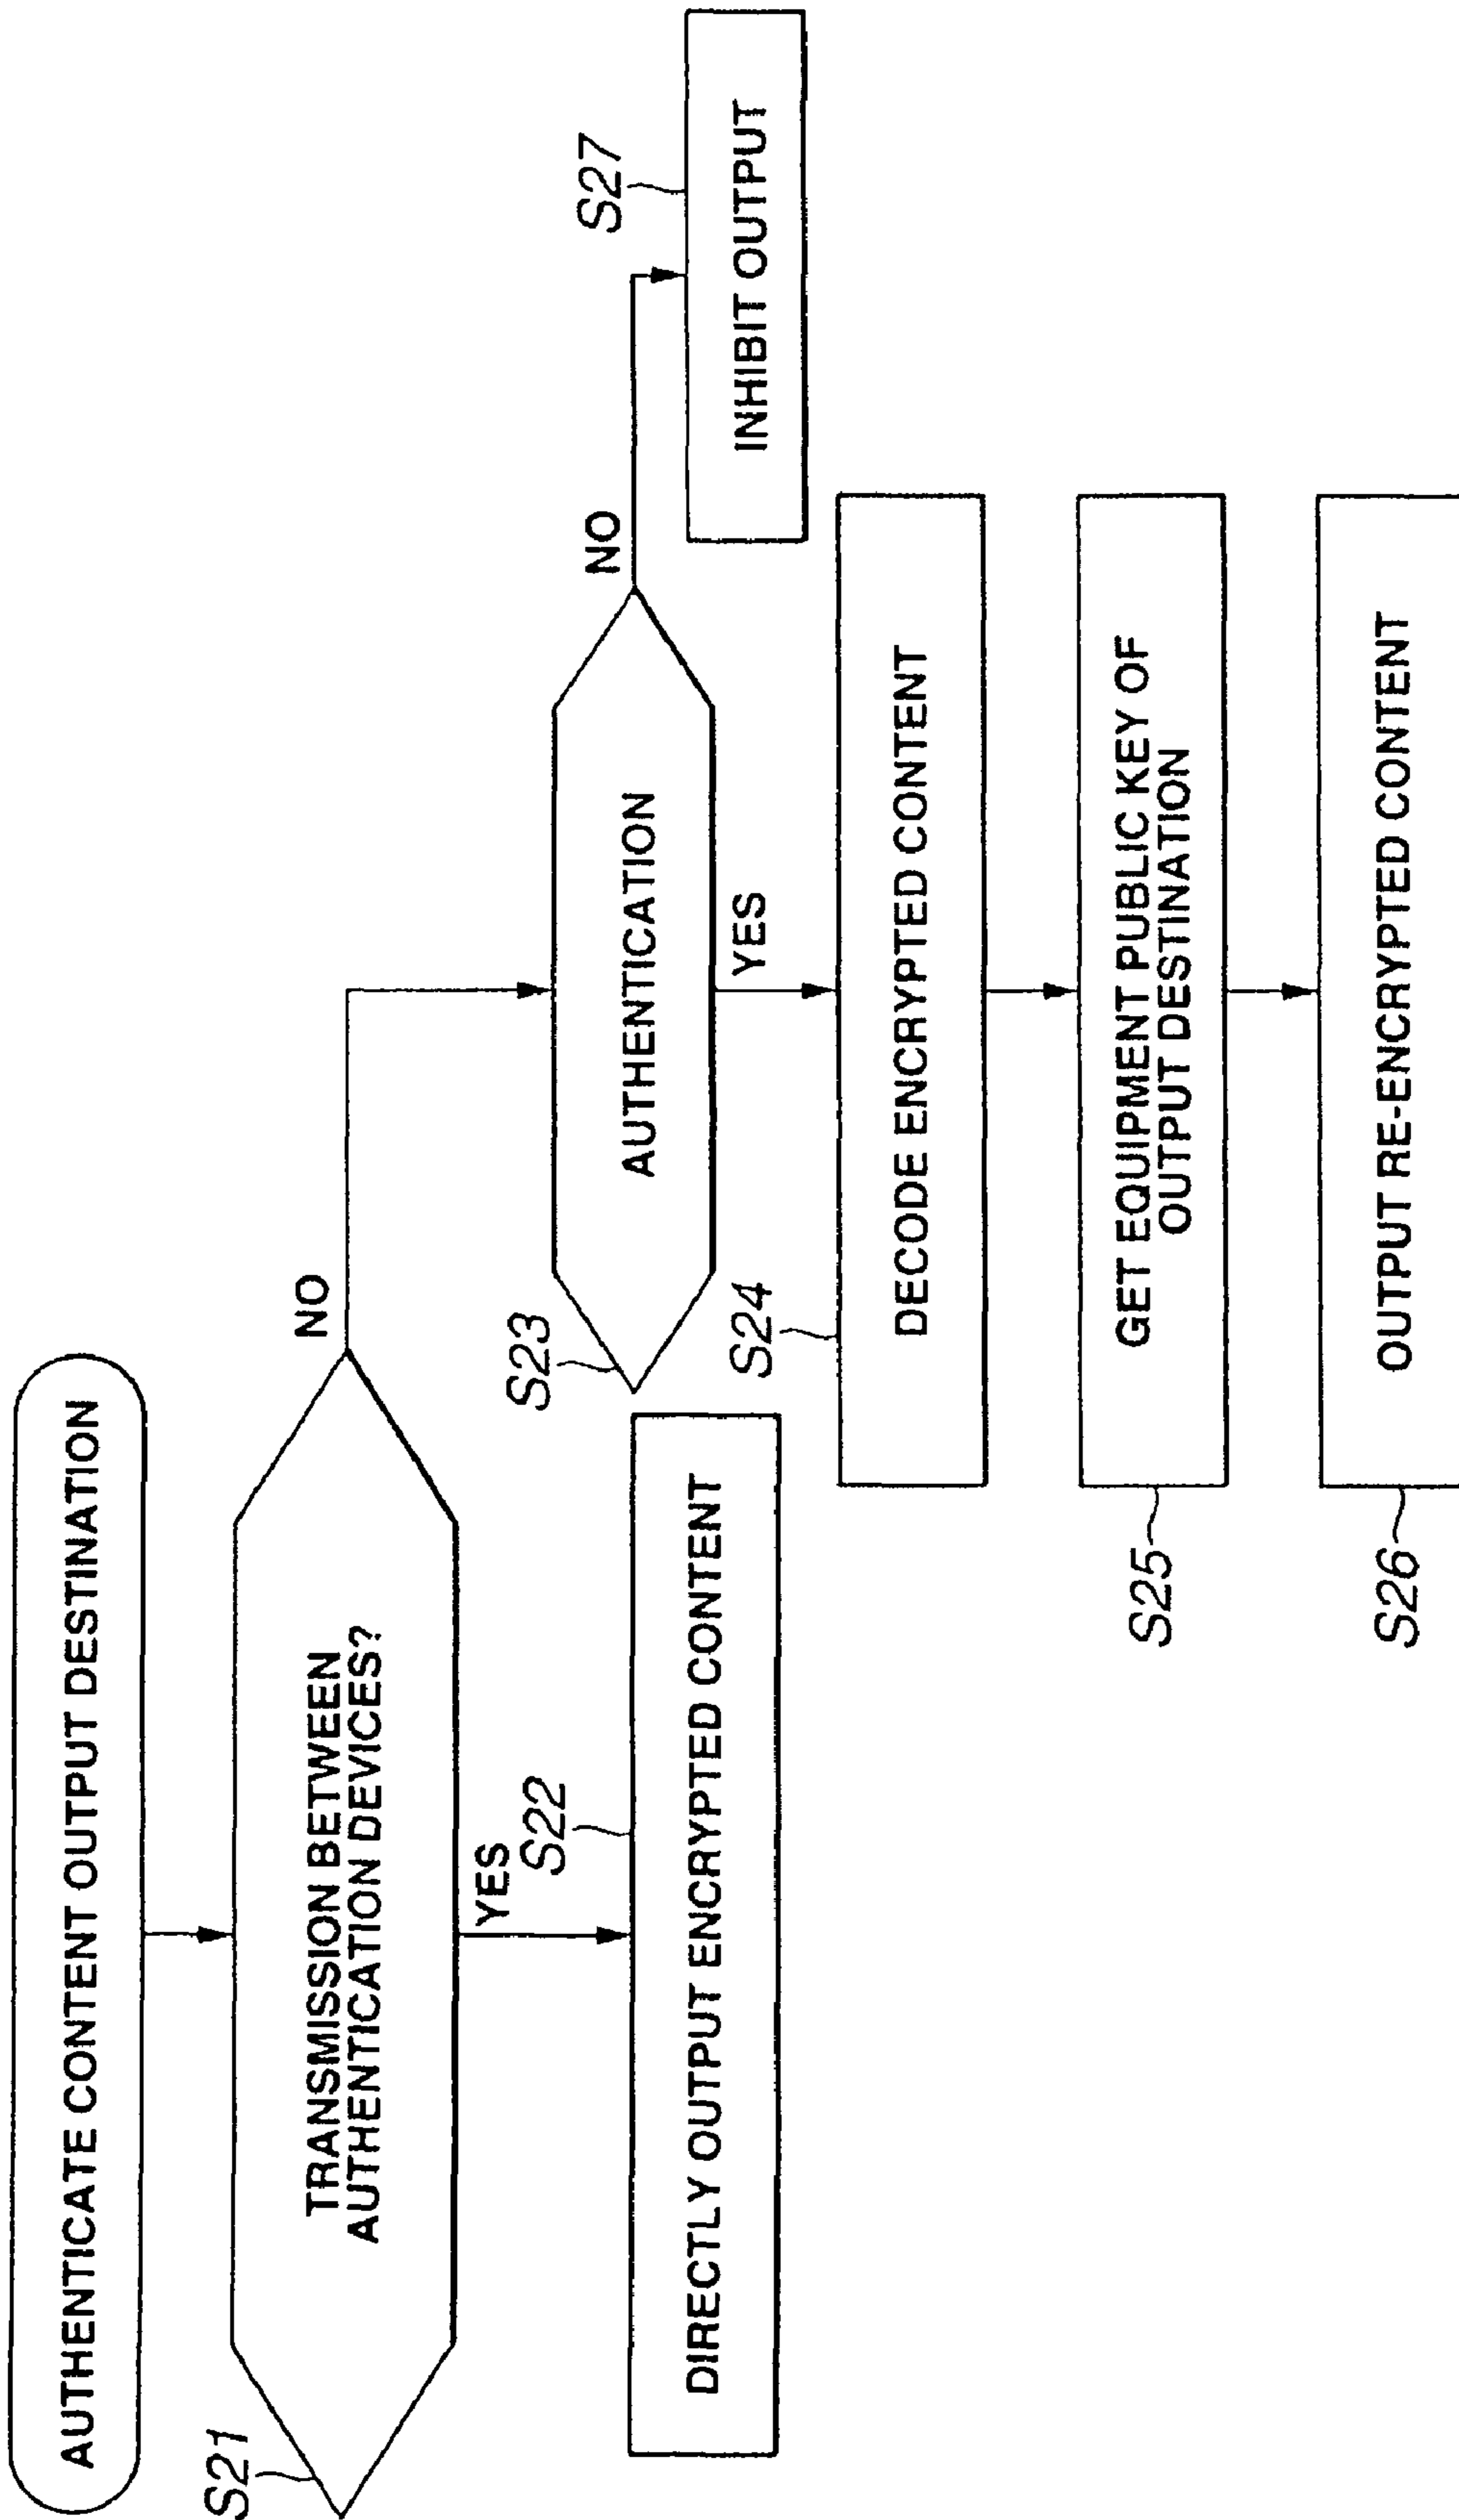 AUTHENTICATE CONTENT OUTPUT DESTINATION
S21
TRANSMISSION BETWEEN
AUTHENTICATION DEVICES?
NO
YES
S22
DIRECTLY OUTPUT ENCRYPTED CONTENT
S23
AUTHENTICATION
NO
S27
INHIBIT OUTPUT
YES
S24
DECODE ENCRYPTED CONTENT
S25
GET EQUIPMENT PUBLIC KEY OF
OUTPUT DESTINATION
S26
OUTPUT RE-ENCRYPTED CONTENT